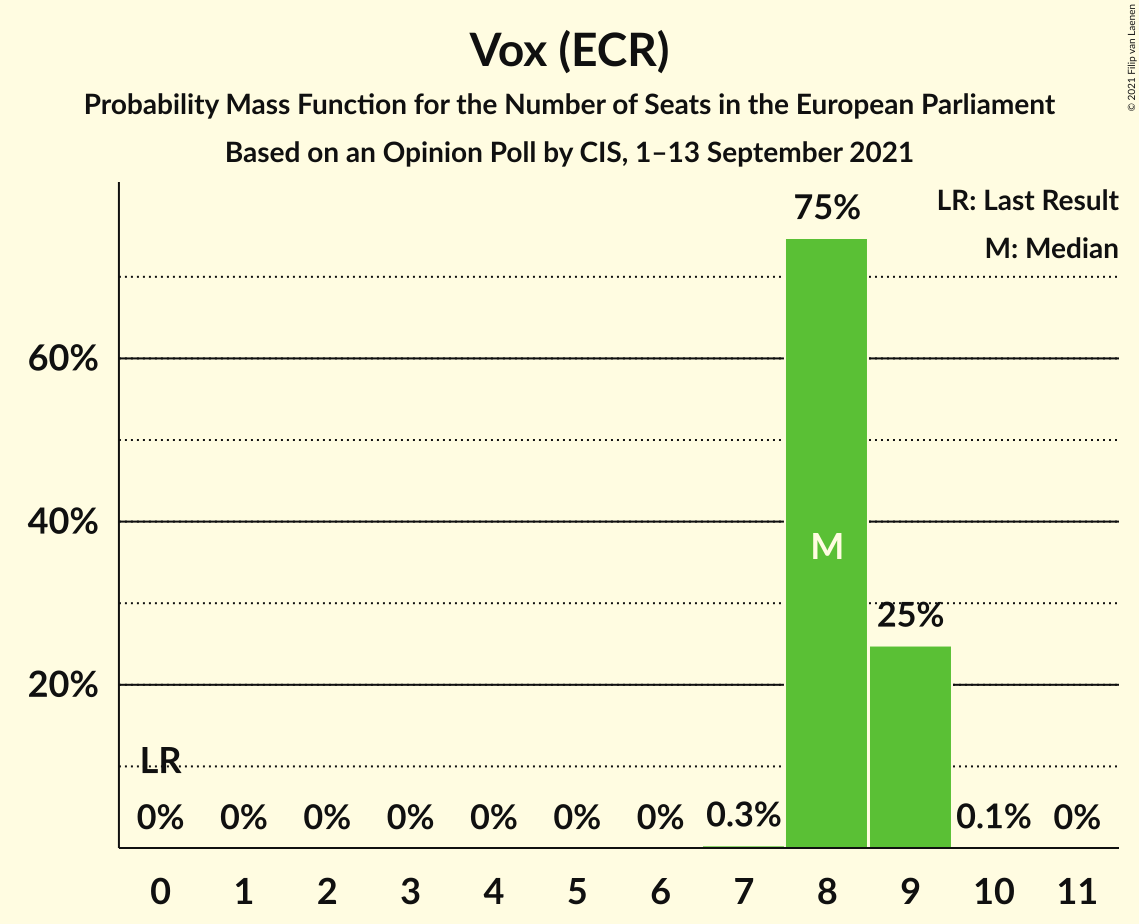 Vox (ECR)
Probability Mass Function for the Number of Seats in the European Parliament
Based on an Opinion Poll by CIS, 1–13 September 2021
© 2021 Filip van Laenen
LR: Last Result
M: Median
75%
60%
40%
M
25%
20%
LR
0% 0% 0% 0% 0% 0% 0% 0.3% 0.1% 0%
0 1 2 3 4 5 6 7 8 9 10 11